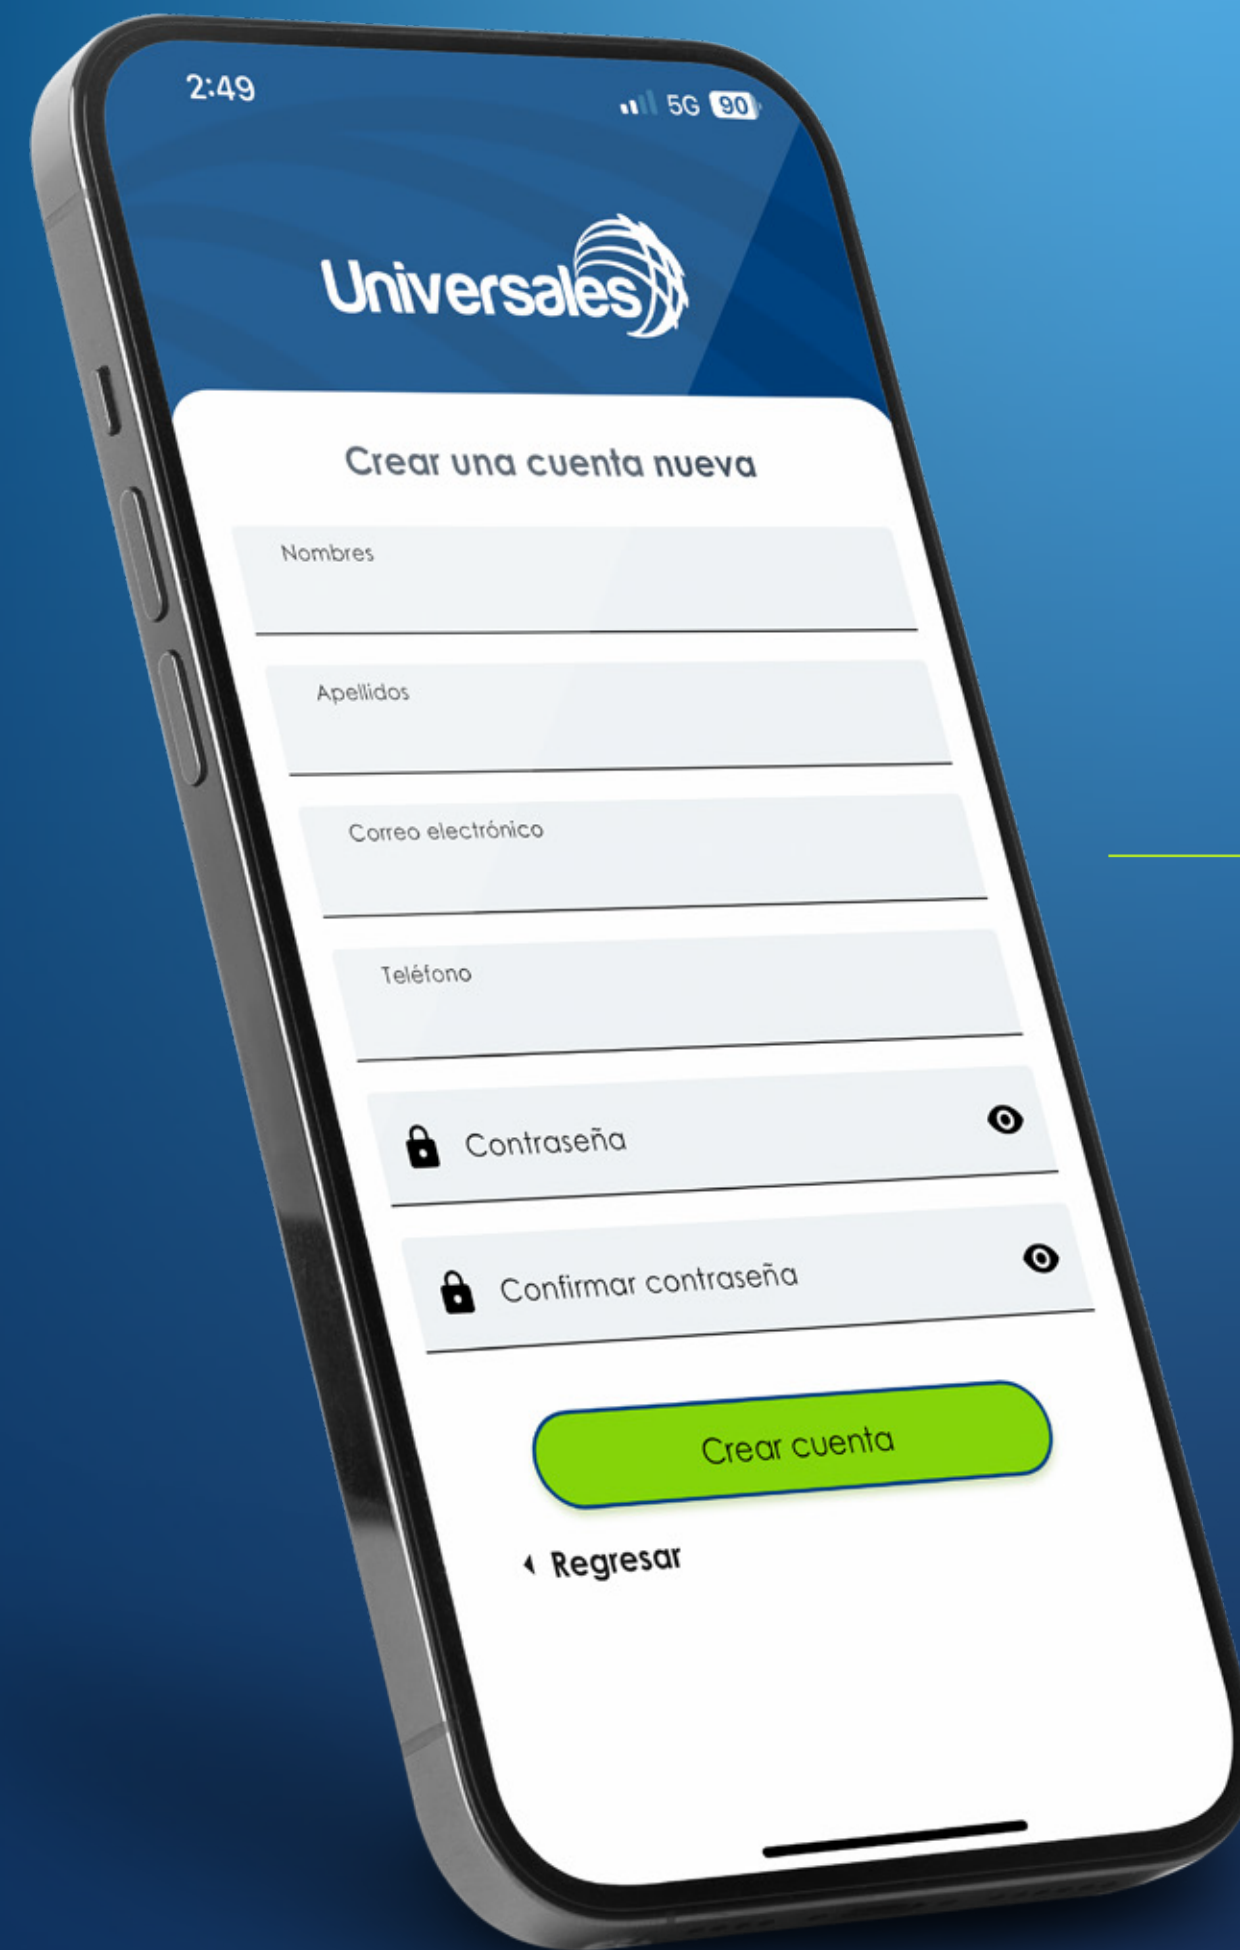 2:49
5G 90
Universales
Crear una cuenta nueva
Nombres
Apellidos
Correo electrónico
Teléfono
Contraseña
Confirmar contraseña
Crear cuenta
Regresar